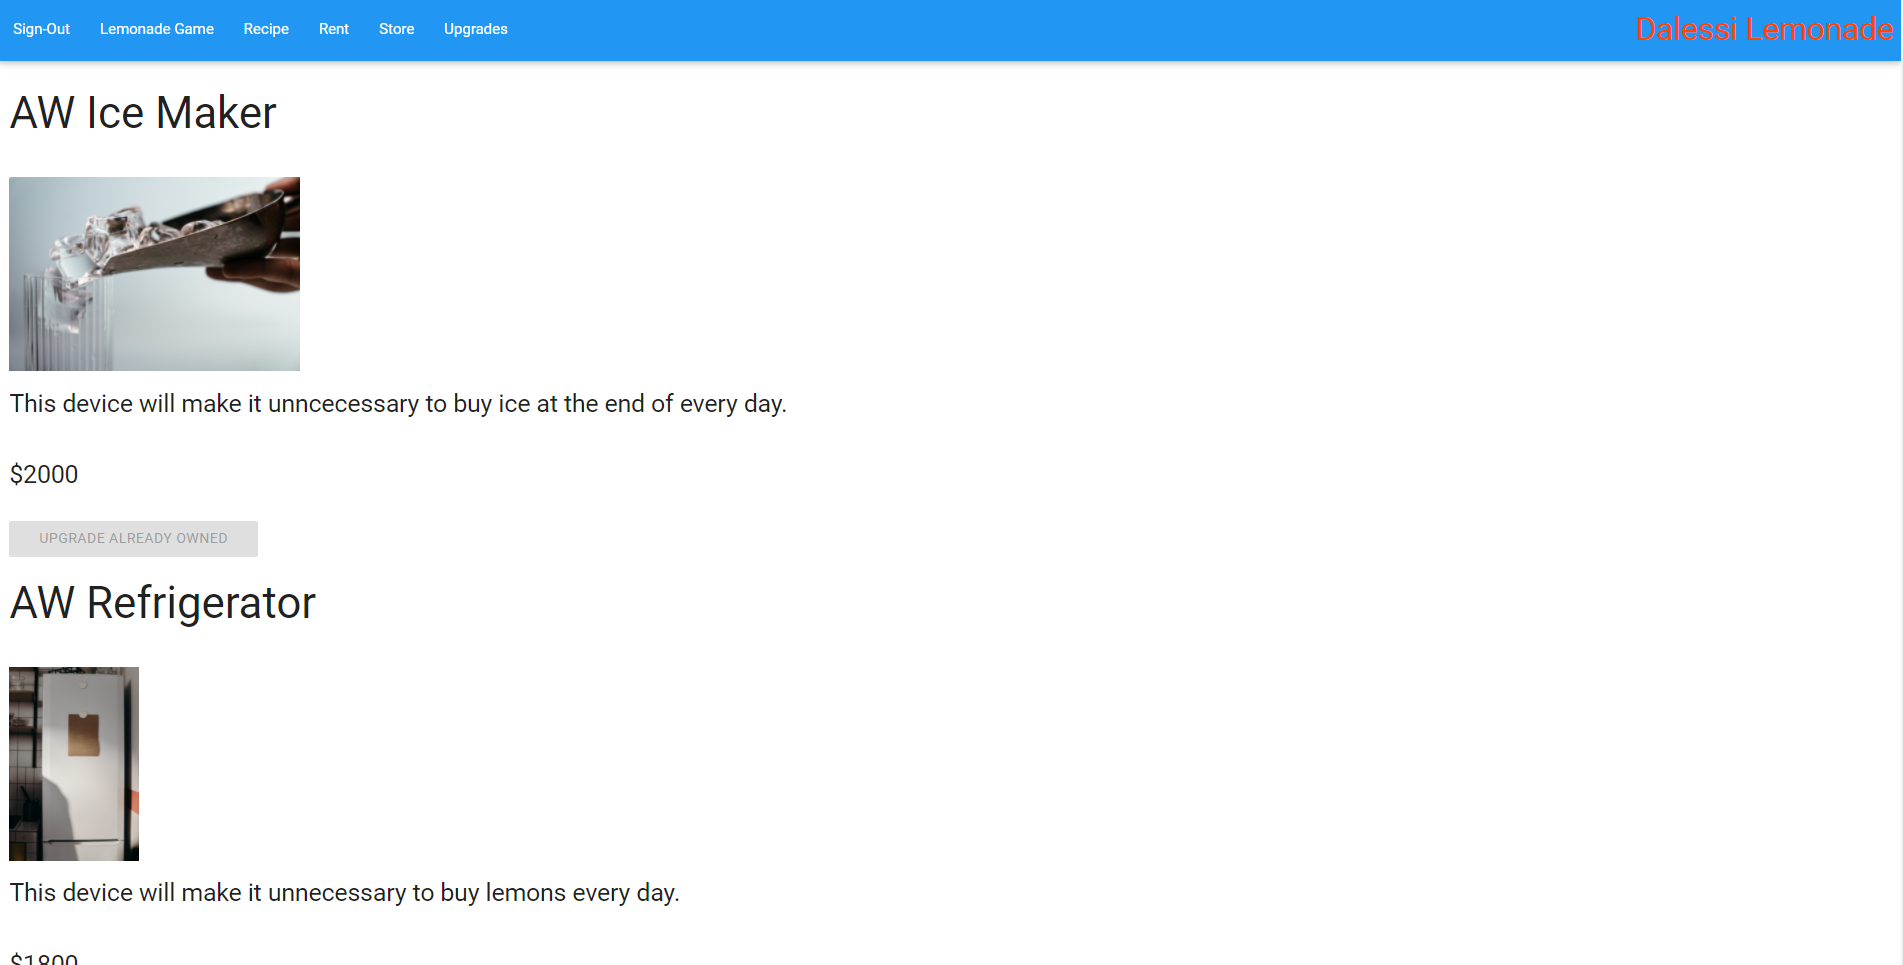 Sign-Out Lemonade Game Recipe Rent Store Upgrades Dalessi Lemonade
AW Ice Maker
This device will make it unncecessary to buy ice at the end of every day.
$2000
UPGRADE ALREADY OWNED
AW Refrigerator
This device will make it unnecessary to buy lemons every day.
$1800